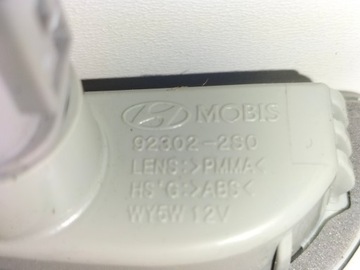 MOBIS
92302-2S0
LENS:>PMMA<
HS'G:>ABS<
WY5W 12V